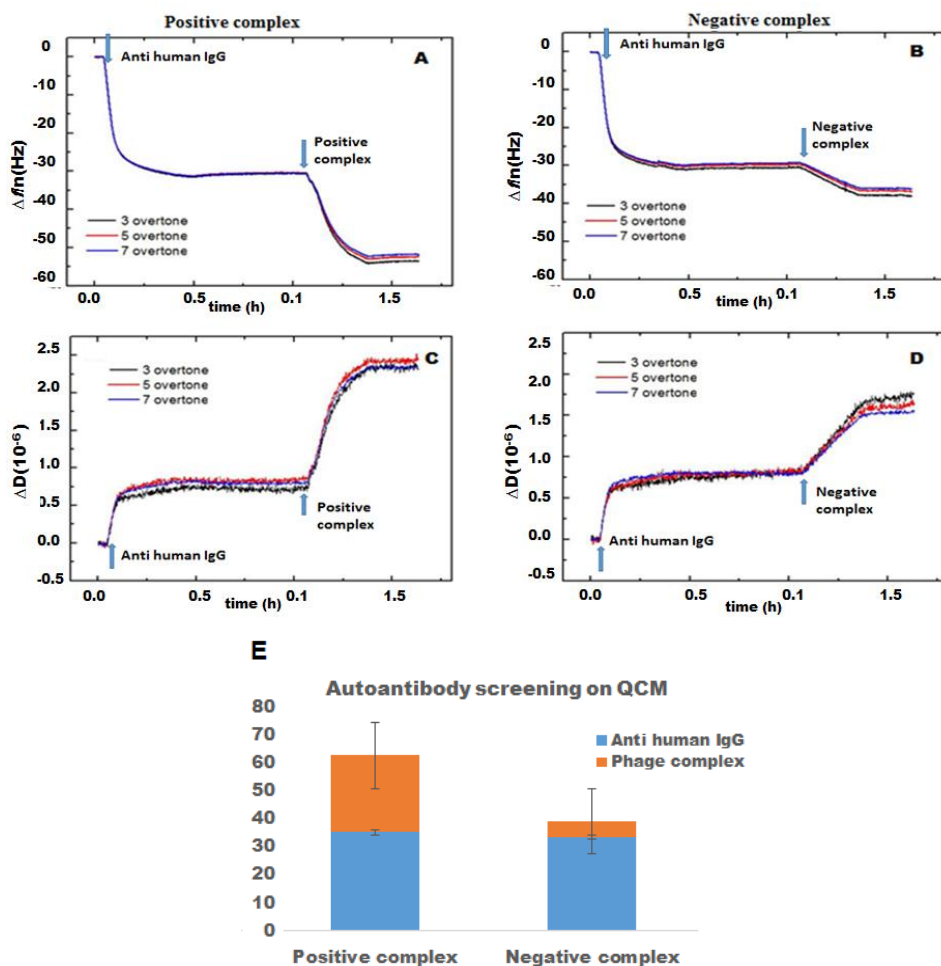 Positive complex
Negative complex
0
-10
-20
-30
-40
-50
-60
Δf/n(Hz)
Anti human IgG
A
Positive
complex
3 overtone
5 overtone
7 overtone
0.0
0.5
0.1
1.5
time (h)
0
-10
-20
-30
-40
-50
-60
Δf/n(Hz)
Anti human IgG
B
Negative
complex
3 overtone
5 overtone
7 overtone
0.0
0.5
0.1
1.5
time (h)
2.5
2.0
1.0
0.5
0.0
-0.5
ΔD(10⁻⁶)
C
3 overtone
5 overtone
7 overtone
Positive
complex
Anti human IgG
0.0
0.5
0.1
1.5
time (h)
2.0
1.5
1.0
0.5
0.0
-0.5
ΔD(10⁻⁶)
D
3 overtone
5 overtone
7 overtone
Negative
complex
Anti human IgG
0.0
0.5
0.1
1.5
time (h)
E
Autoantibody screening on QCM
80
70
60
50
40
30
20
10
0
Anti human IgG
Phage complex
Positive complex
Negative complex